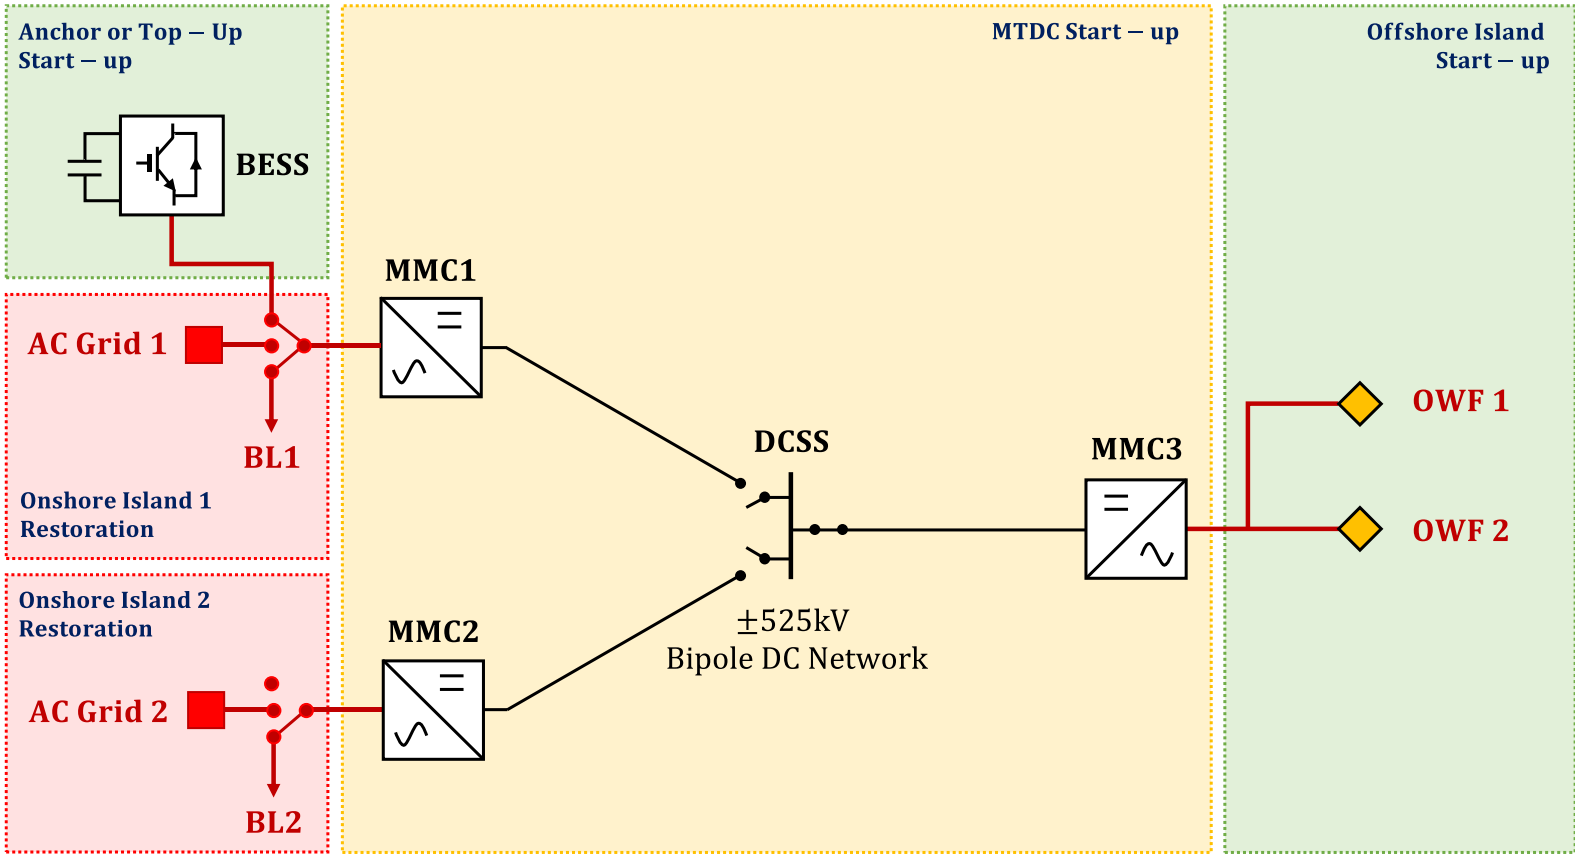 Anchor or Top – Up
Start – up
BESS
MTDC Start – up
Offshore Island
Start – up
MMC1
AC Grid 1
BL1
Onshore Island 1
Restoration
DCSS
MMC3
OWF 1
OWF 2
±525kV
Bipole DC Network
Onshore Island 2
Restoration
MMC2
AC Grid 2
BL2